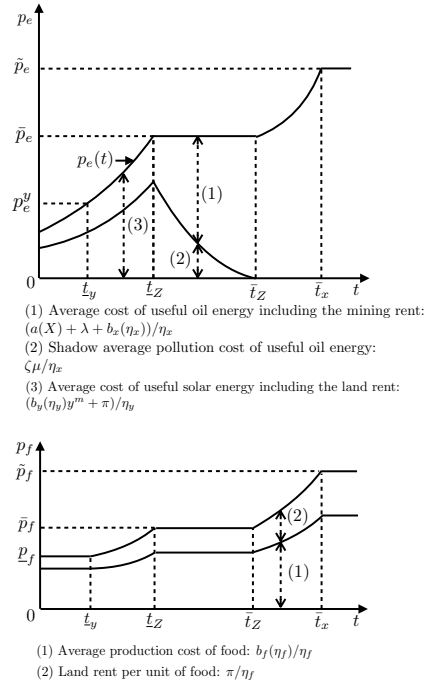 p_e
p̃_e
p̄_e
p_e(t)
(1)
p_e^y
(3)
(2)
0
t̲_y
t̲_Z
t̄_Z
t̄_x
t
(1) Average cost of useful oil energy including the mining rent:
(a(X) + λ + b_x(η_x))/η_x
(2) Shadow average pollution cost of useful oil energy:
ζμ/η_x
(3) Average cost of useful solar energy including the land rent:
(b_y(η_y)y^m + π)/η_y
p_f
p̃_f
p̄_f
(2)
p̲_f
(1)
0
t̲_y
t̲_Z
t̄_Z
t̄_x
t
(1) Average production cost of food: b_f(η_f)/η_f
(2) Land rent per unit of food: π/η_f